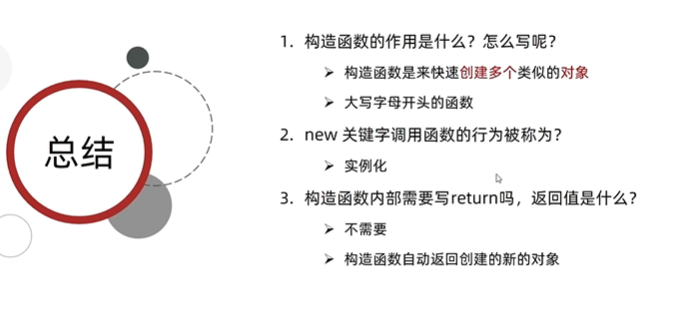 总结
1. 构造函数的作用是什么？怎么写呢？
➢ 构造函数是来快速创建多个类似的对象
➢ 大写字母开头的函数
2. new 关键字调用函数的行为被称为？
➢ 实例化
3. 构造函数内部需要写return吗，返回值是什么？
➢ 不需要
➢ 构造函数自动返回创建的新的对象